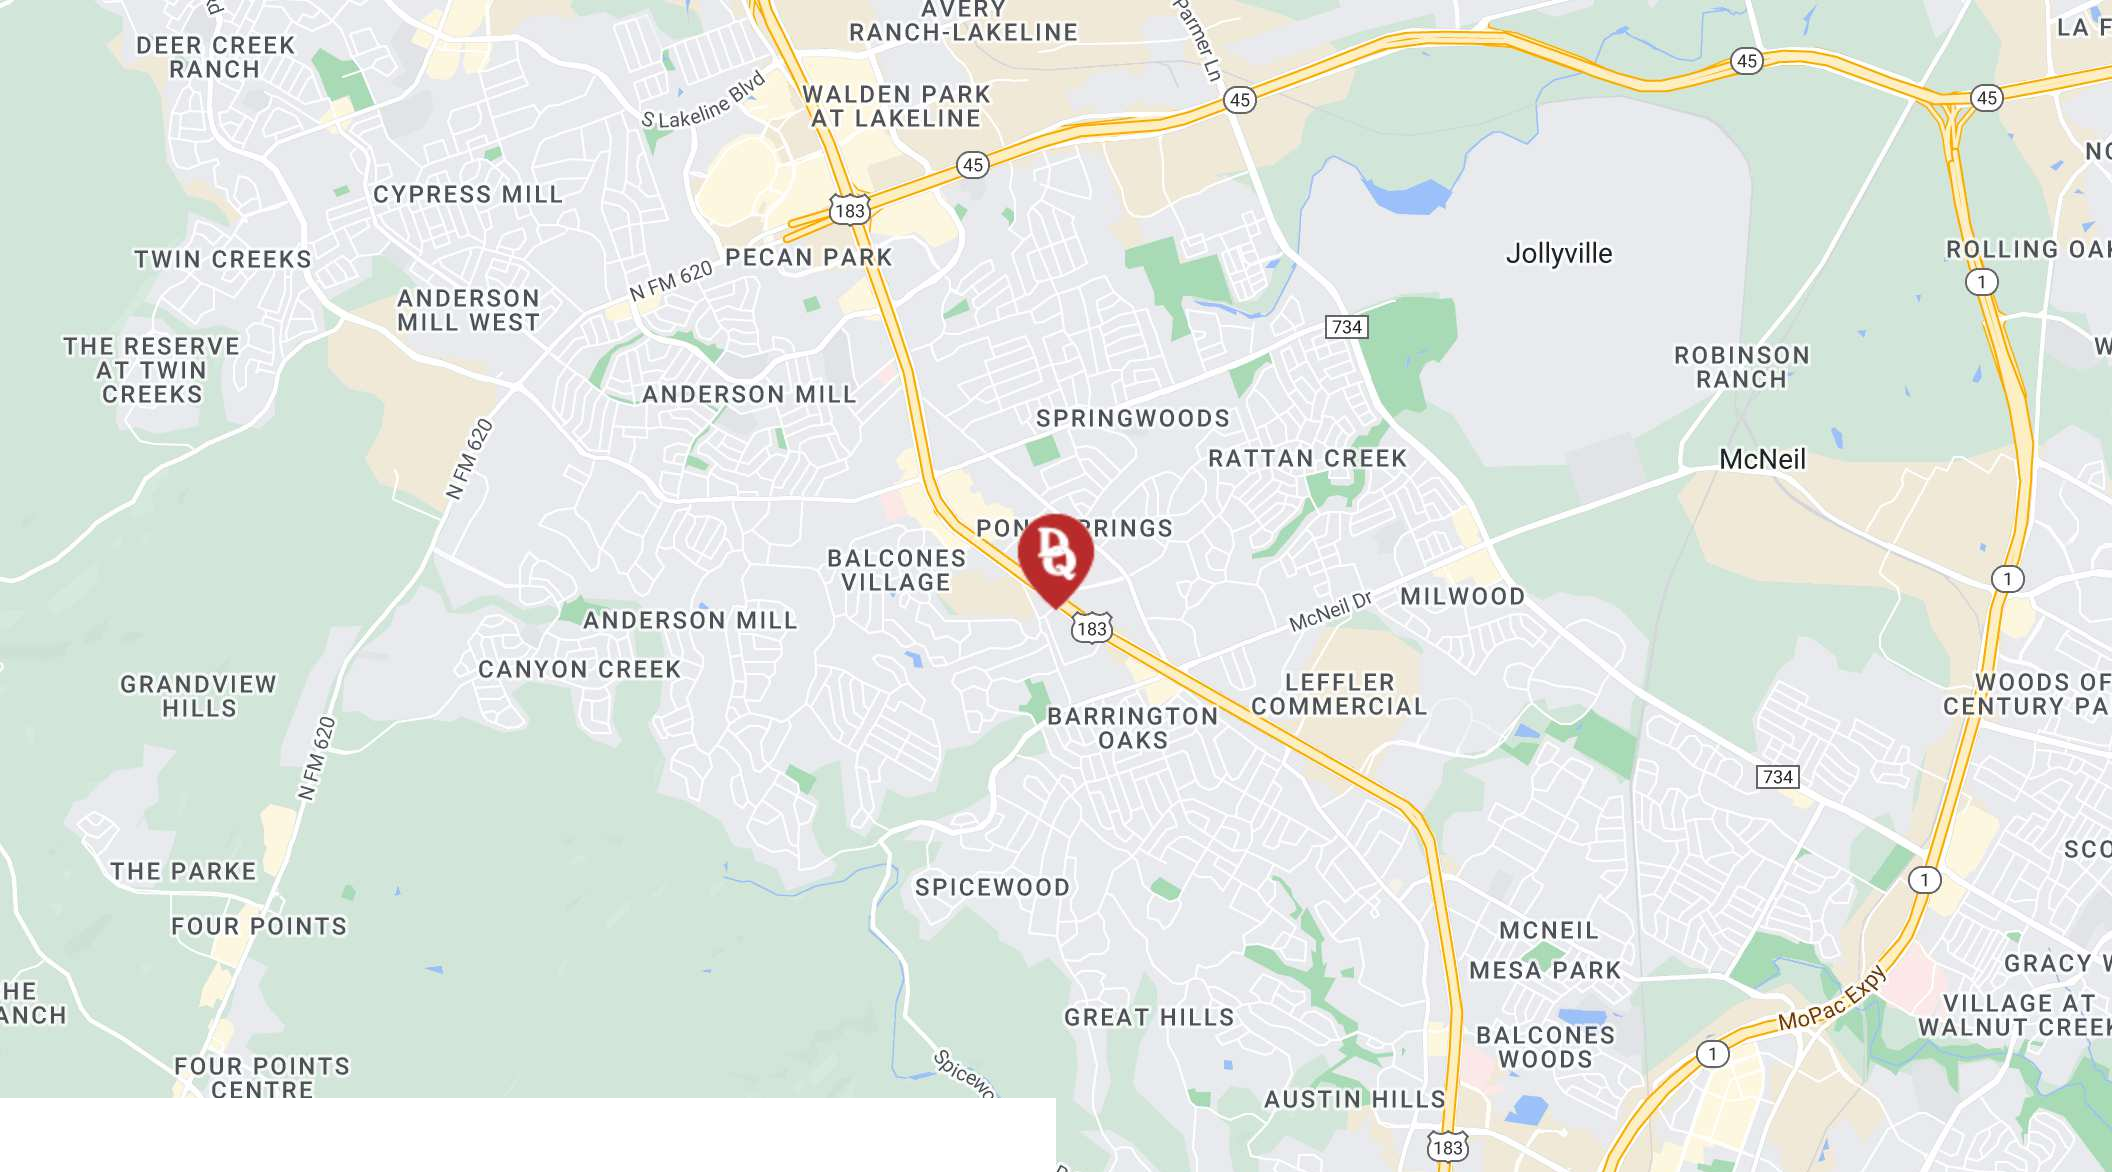 AVERY
RANCH-LAKELINE
Parmer Ln
LA F
DEER CREEK
RANCH
45
S Lakeline Blvd
WALDEN PARK
AT LAKELINE
45
45
45
CYPRESS MILL
183
TWIN CREEKS
PECAN PARK
Jollyville
ROLLING OAK
N FM 620
1
ANDERSON
MILL WEST
734
THE RESERVE
AT TWIN
CREEKS
ROBINSON
RANCH
W
ANDERSON MILL
SPRINGWOODS
N FM 620
RATTAN CREEK
McNeil
PON PRINGS
DQ
BALCONES
VILLAGE
1
McNeil Dr
MILWOOD
ANDERSON MILL
183
CANYON CREEK
GRANDVIEW
HILLS
LEFFLER
COMMERCIAL
WOODS OF
CENTURY PA
BARRINGTON
OAKS
N FM 620
734
SCO
THE PARKE
SPICEWOOD
1
FOUR POINTS
MCNEIL
MESA PARK
GRACY W
HE
ANCH
MoPac Expy
VILLAGE AT
WALNUT CREEK
GREAT HILLS
BALCONES
WOODS
1
FOUR POINTS
CENTRE
Spicewo
AUSTIN HILLS
183